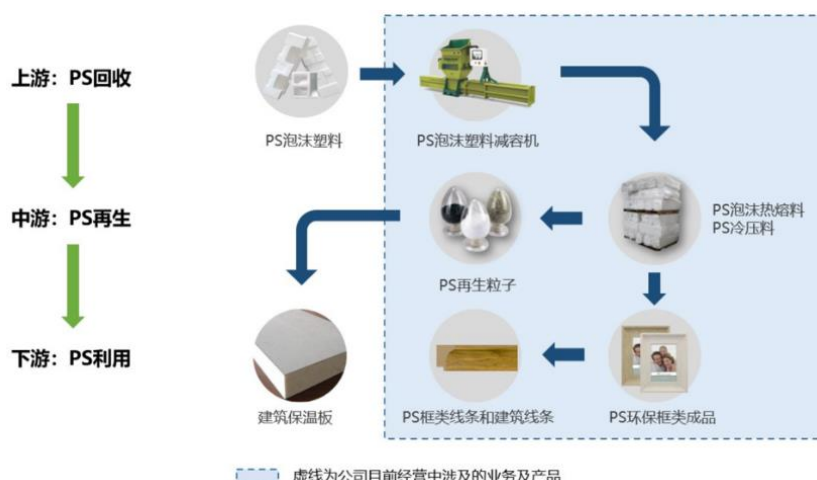 上游：PS回收
PS泡沫塑料
PS泡沫塑料减容机
中游：PS再生
PS泡沫热熔料
PS冷压料
PS再生粒子
下游：PS利用
建筑保温板
PS框类线条和建筑线条
PS环保框类成品
虚线为公司目前经营中涉及的业务及产品